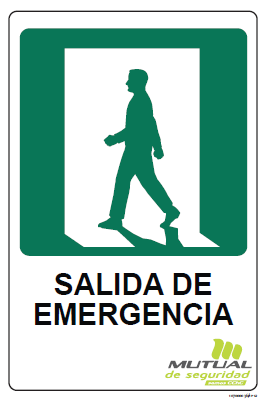 SALIDA DE
EMERGENCIA
MUTUAL
de seguridad